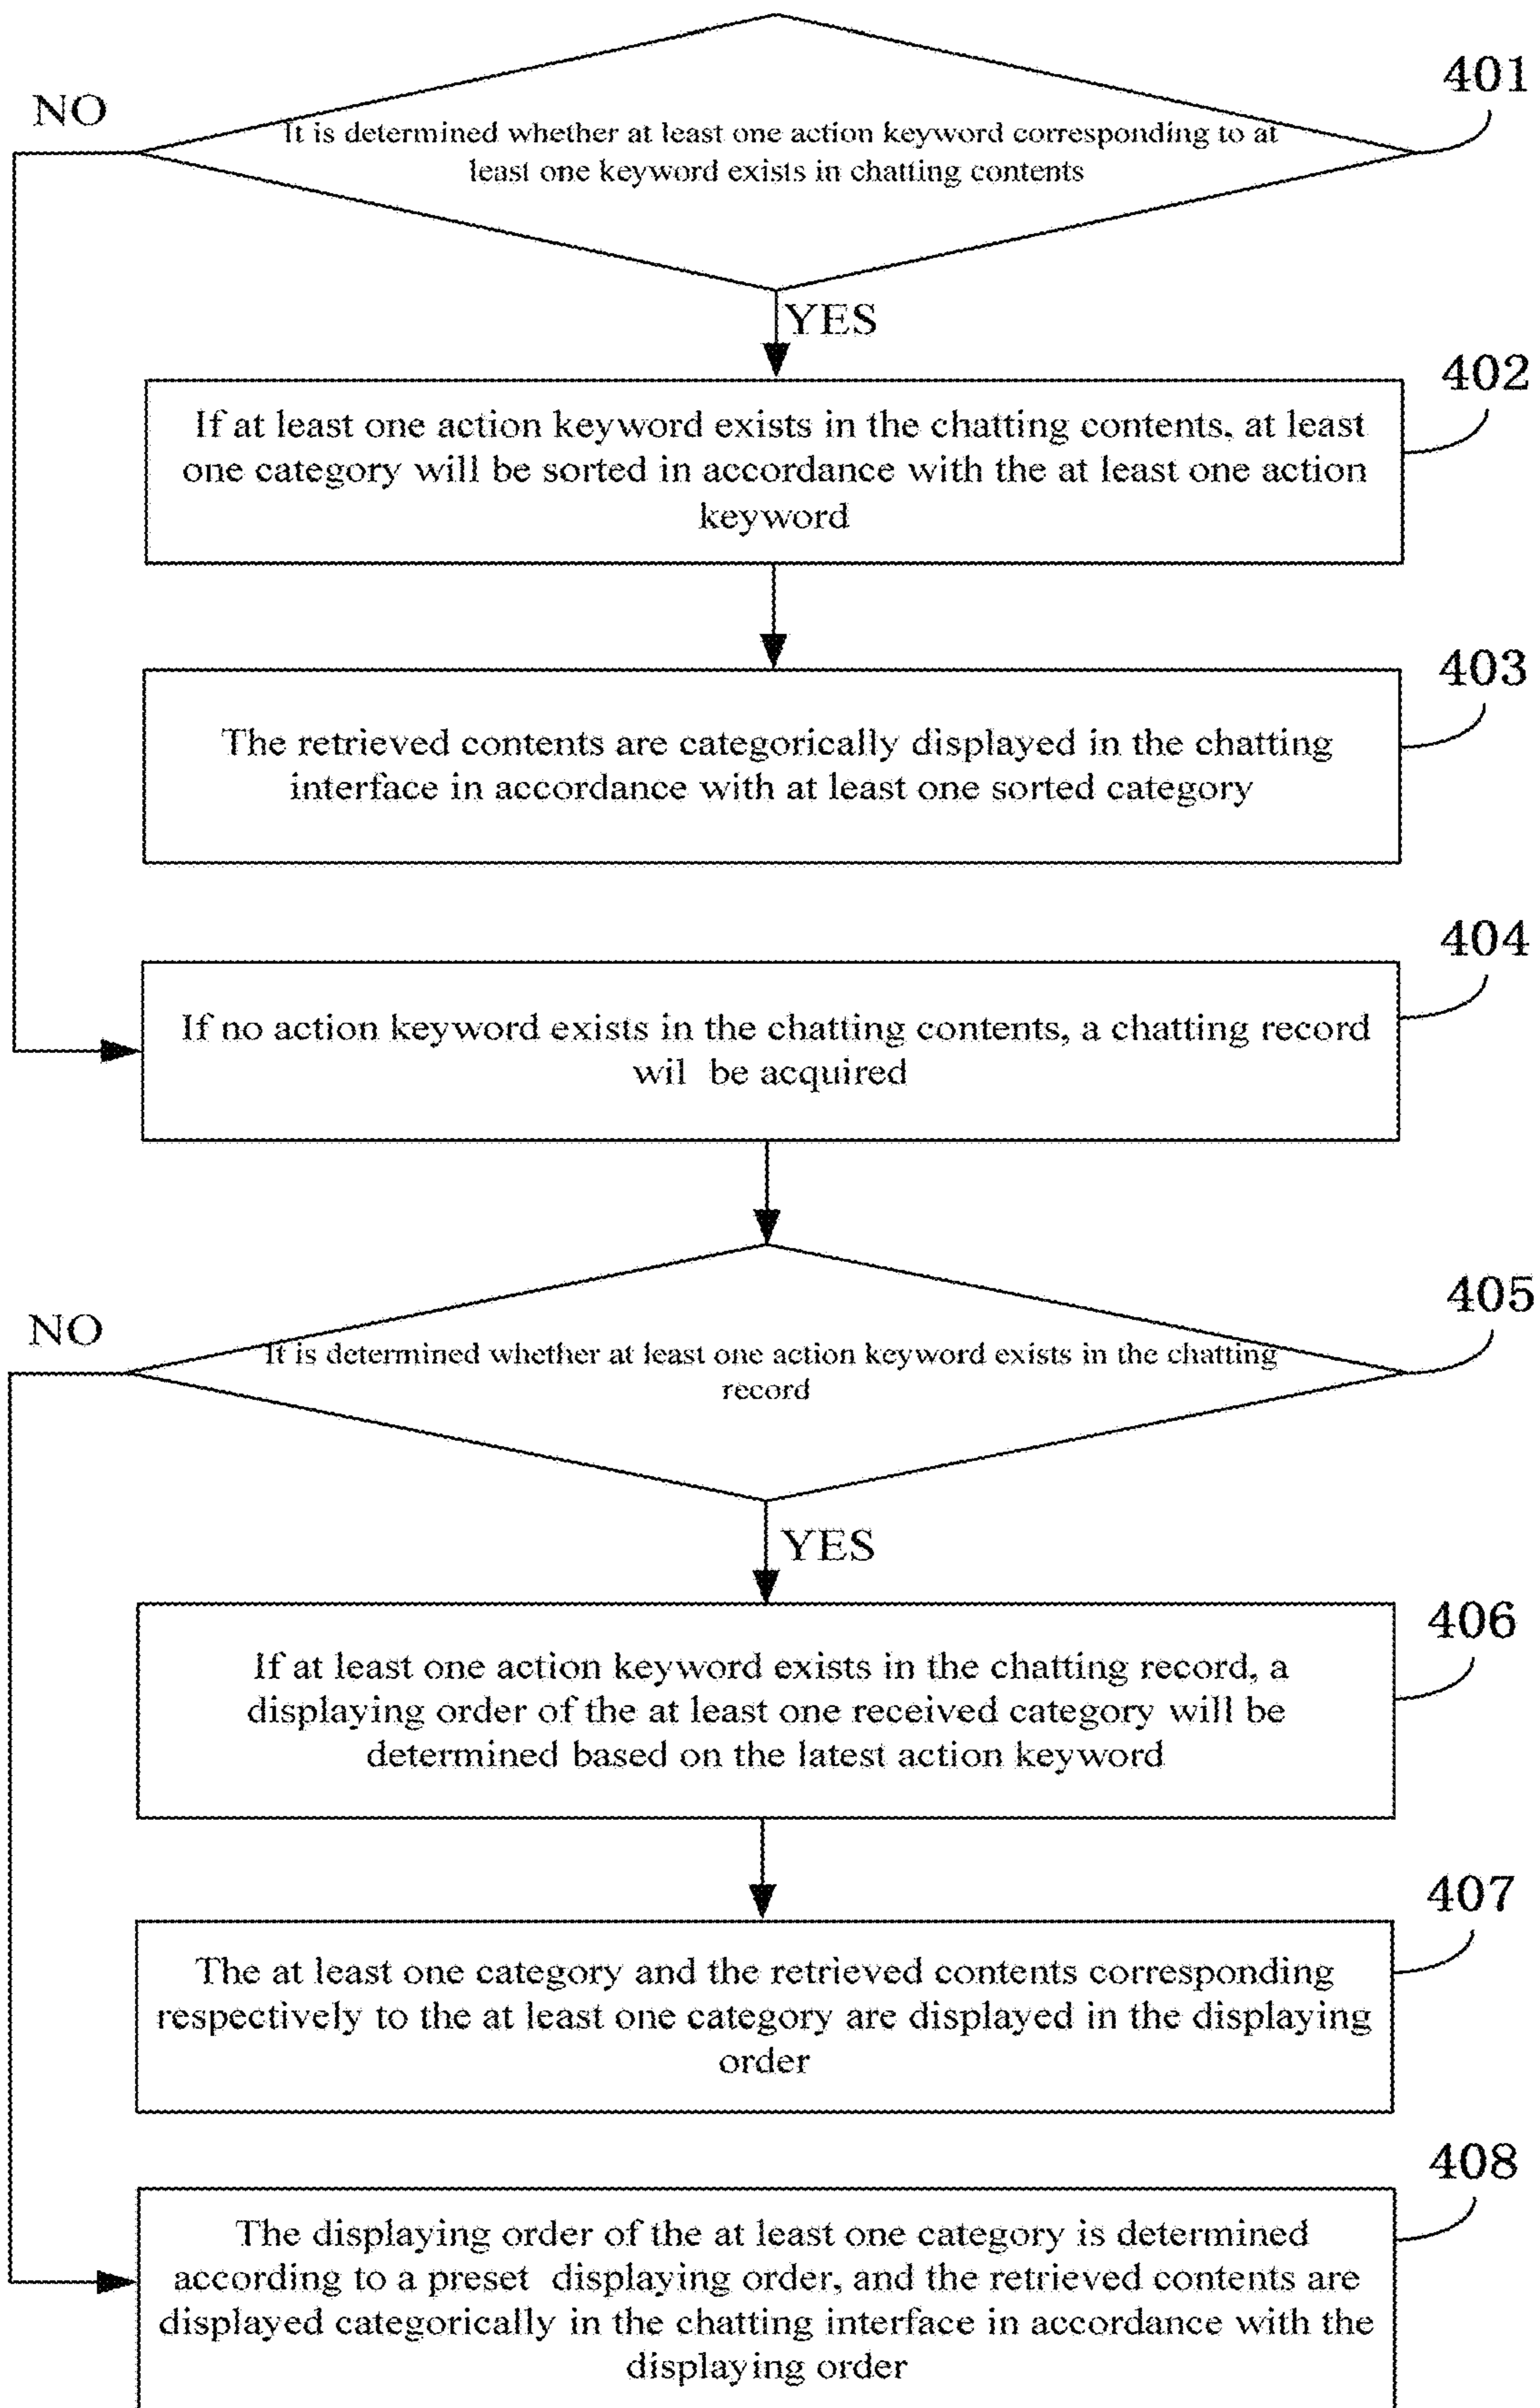 401
NO
It is determined whether at least one action keyword corresponding to at
least one keyword exists in chatting contents
YES
402
If at least one action keyword exists in the chatting contents, at least
one category will be sorted in accordance with the at least one action
keyword
403
The retrieved contents are categorically displayed in the chatting
interface in accordance with at least one sorted category
404
If no action keyword exists in the chatting contents, a chatting record
wil be acquired
405
NO
It is determined whether at least one action keyword exists in the chatting
record
YES
406
If at least one action keyword exists in the chatting record, a
displaying order of the at least one received category will be
determined based on the latest action keyword
407
The at least one category and the retrieved contents corresponding
respectively to the at least one category are displayed in the displaying
order
408
The displaying order of the at least one category is determined
according to a preset displaying order, and the retrieved contents are
displayed categorically in the chatting interface in accordance with the
displaying order